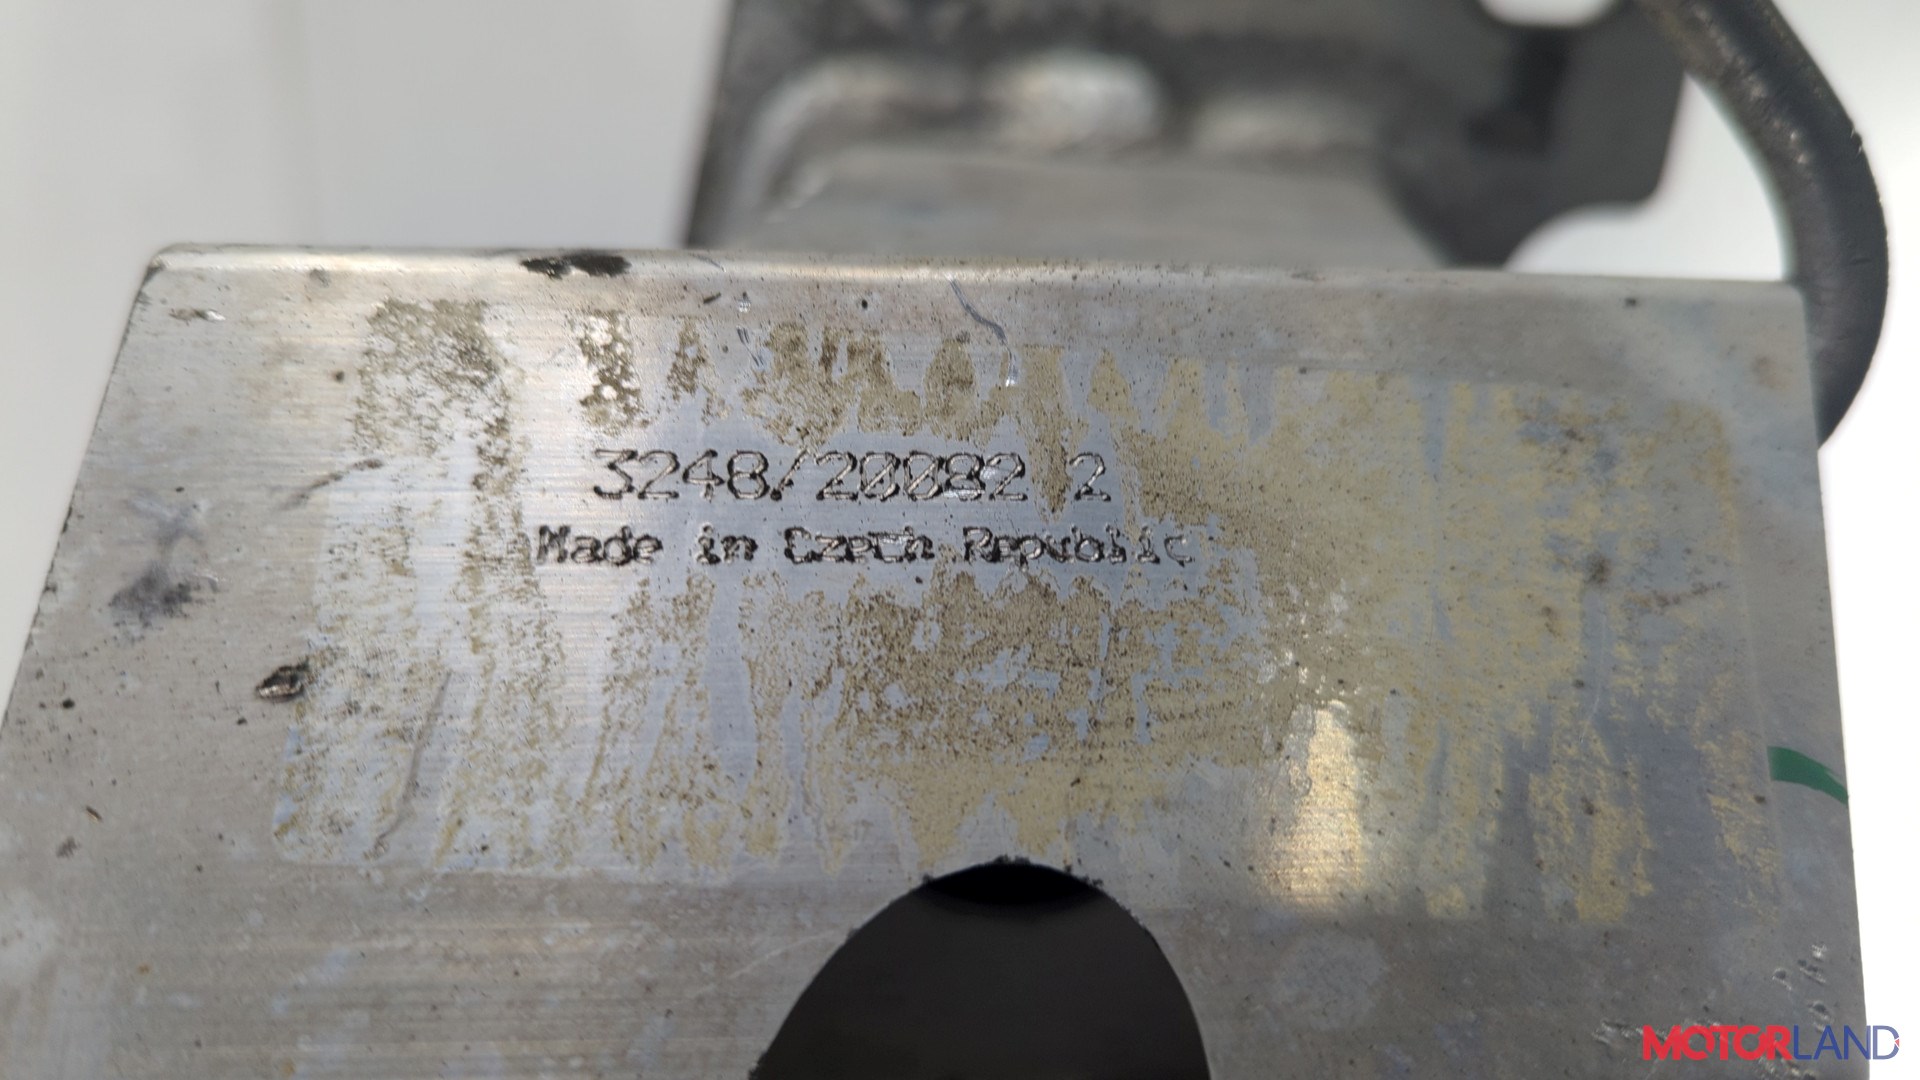 3248/20082 2
Made in Czech Republic
MOTORLAND